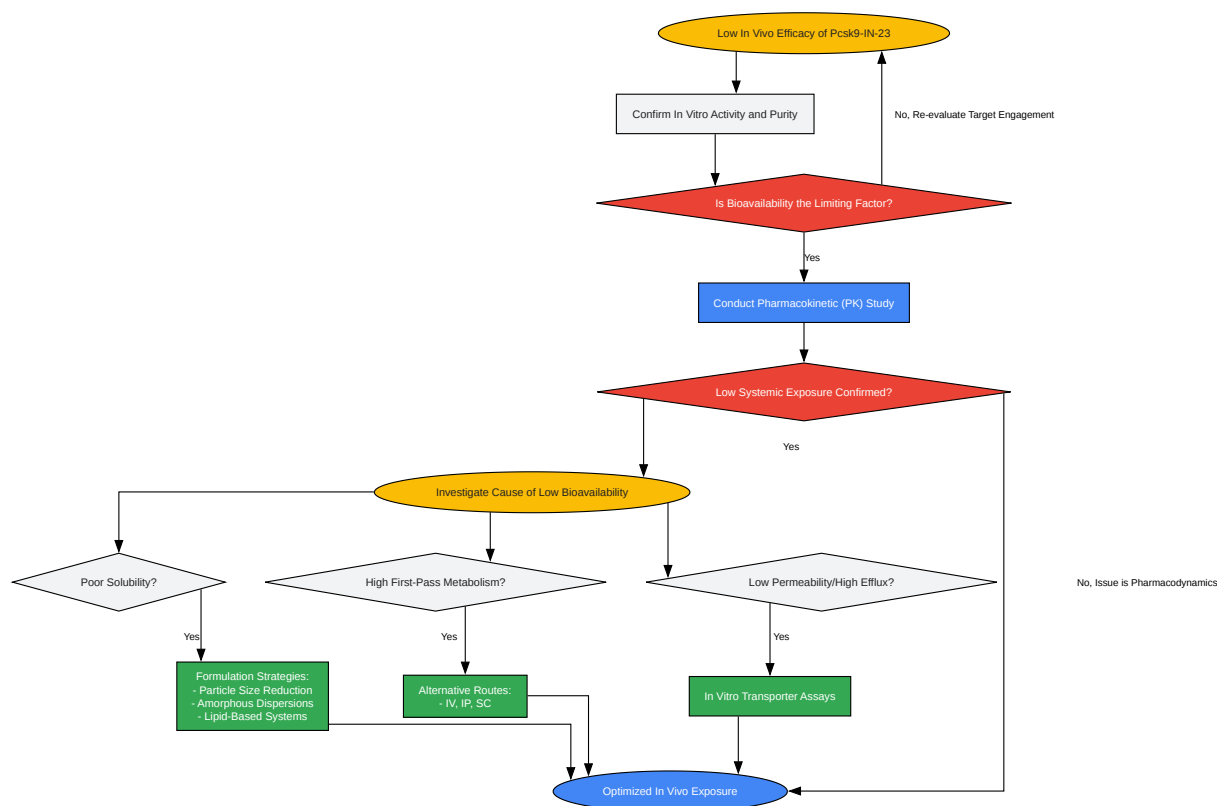 Low In Vivo Efficacy of Pcsk9-IN-23
Confirm In Vitro Activity and Purity
No, Re-evaluate Target Engagement
Is Bioavailability the Limiting Factor?
Yes
Conduct Pharmacokinetic (PK) Study
Low Systemic Exposure Confirmed?
Yes
Investigate Cause of Low Bioavailability
Poor Solubility?
High First-Pass Metabolism?
Low Permeability/High Efflux?
No, Issue is Pharmacodynamics
Yes
Yes
Yes
Formulation Strategies:
- Particle Size Reduction
- Amorphous Dispersions
- Lipid-Based Systems
Alternative Routes:
- IV, IP, SC
In Vitro Transporter Assays
Optimized In Vivo Exposure